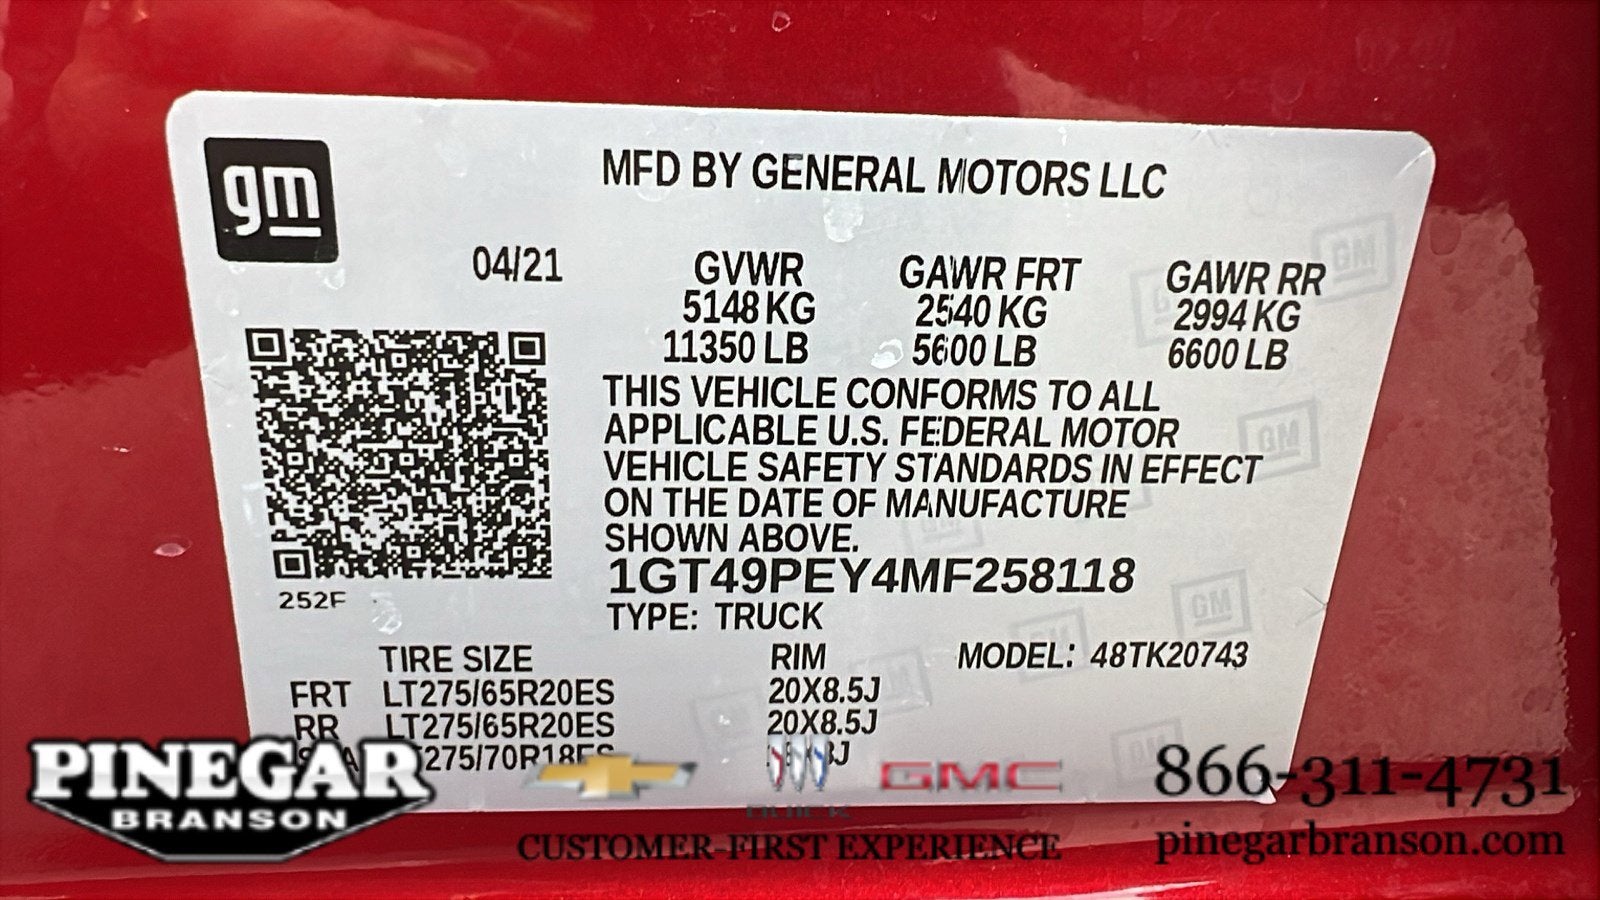 gm
MFD BY GENERAL MOTORS LLC
04/21 GVWR GAWR FRT GAWR RR
5148 KG 2540 KG 2994 KG
11350 LB 5600 LB 6600 LB
THIS VEHICLE CONFORMS TO ALL
APPLICABLE U.S. FEDERAL MOTOR
VEHICLE SAFETY STANDARDS IN EFFECT
ON THE DATE OF MANUFACTURE
SHOWN ABOVE.
1GT49PEY4MF258118
252F
TYPE: TRUCK
TIRE SIZE RIM MODEL: 48TK20743
FRT LT275/65R20ES 20X8.5J
RR LT275/65R20ES 20X8.5J
275/70R18ES
PINEGAR
BRANSON
BUICK
GMC
CUSTOMER-FIRST EXPERIENCE
866-311-4731
pinegarbranson.com